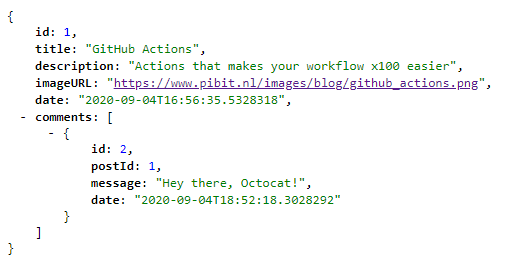 {
id: 1,
title: "GitHub Actions",
description: "Actions that makes your workflow x100 easier",
imageURL: "https://www.pibit.nl/images/blog/github_actions.png",
date: "2020-09-04T16:56:35.5328318",
- comments: [
- {
id: 2,
postId: 1,
message: "Hey there, Octocat!",
date: "2020-09-04T18:52:18.3028292"
}
]
}